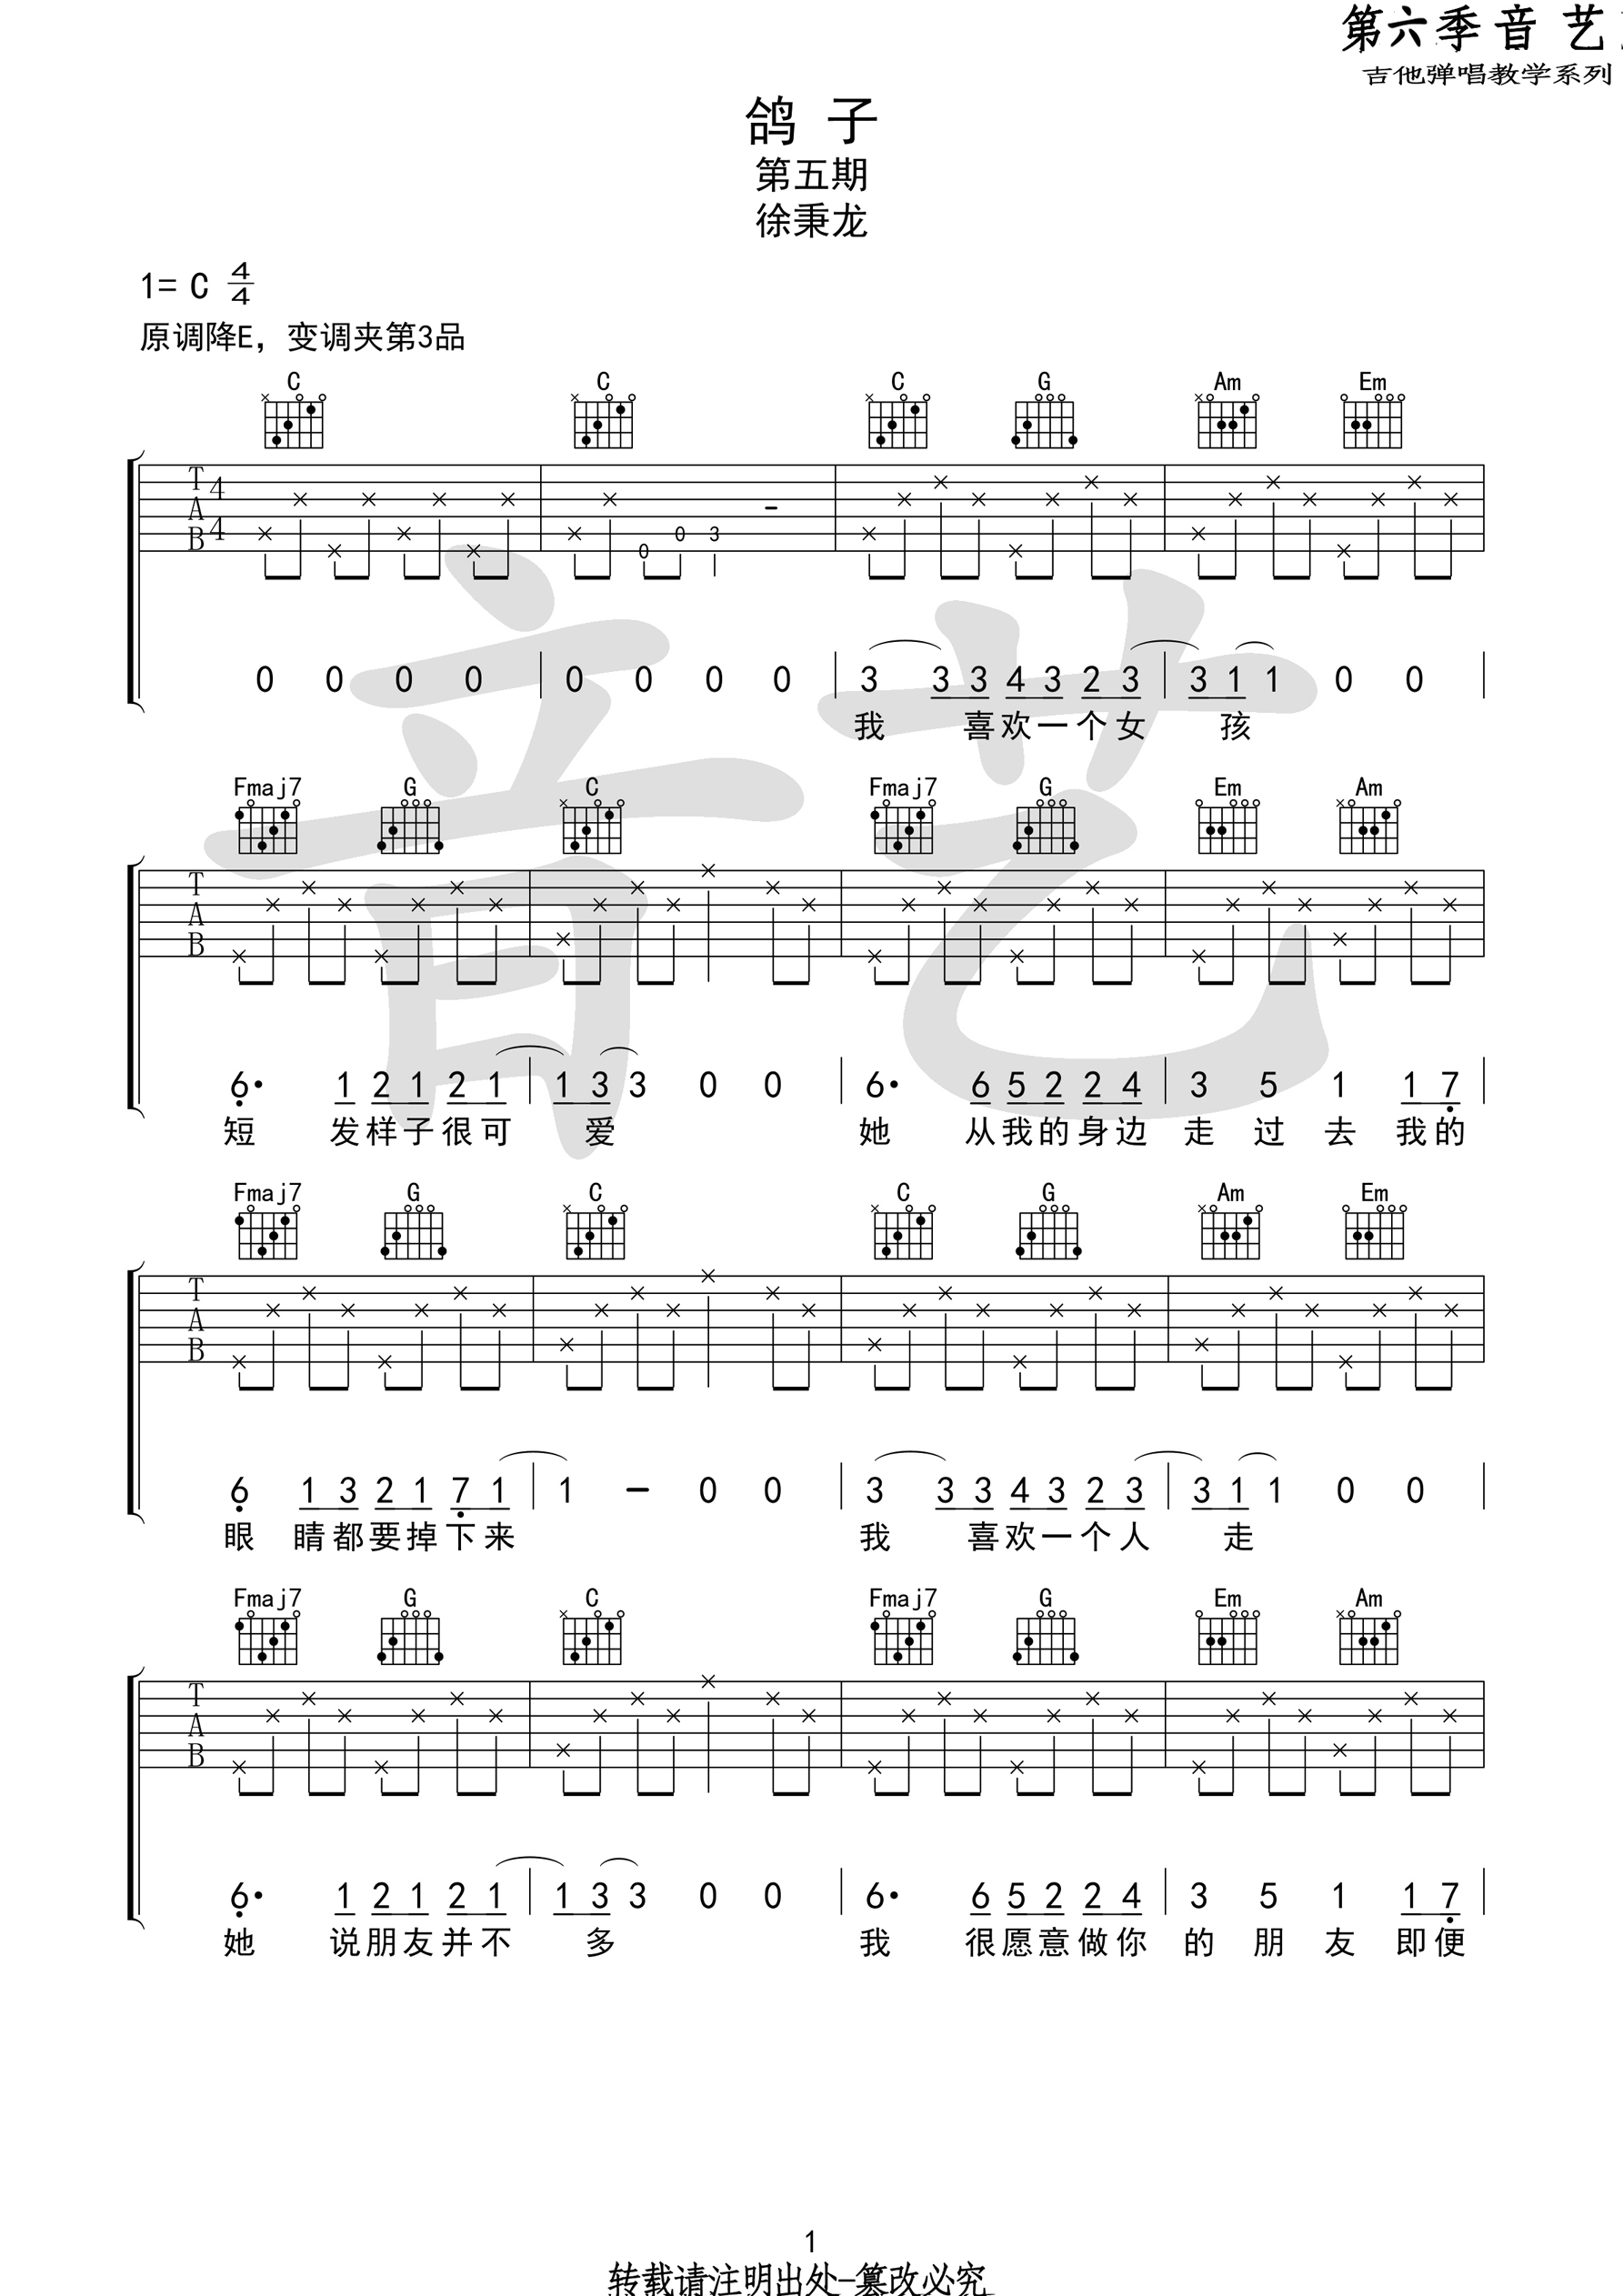 第六季音 艺
吉他弹唱教学系列
鸽 子
第五期
徐秉龙
1= C 4/4
原调降E，变调夹第3品
C C C G Am Em
T A B 4 4 0 0 3 -
0 0 0 0 | 0 0 0 0 | 3 3 3 4 3 2 3 | 3 1 1 0 0 |
我 喜欢一个女 孩
Fmaj7 G C Fmaj7 G Em Am
T A B
6· 1 2 1 2 1 | 1 3 3 0 0 | 6· 6 5 2 2 4 | 3 5 1 1 7 |
短 发样子很可 爱 她 从我的身边 走 过 去 我的
Fmaj7 G C C G Am Em
T A B
6 1 3 2 1 7 1 | 1 - 0 0 | 3 3 3 4 3 2 3 | 3 1 1 0 0 |
眼 睛都要掉下来 我 喜欢一个人 走
Fmaj7 G C Fmaj7 G Em Am
T A B
6· 1 2 1 2 1 | 1 3 3 0 0 | 6· 6 5 2 2 4 | 3 5 1 1 7 |
她 说朋友并不 多 我 很愿意做你 的 朋 友 即便
音艺
1
转载请注明出处-篡改必究